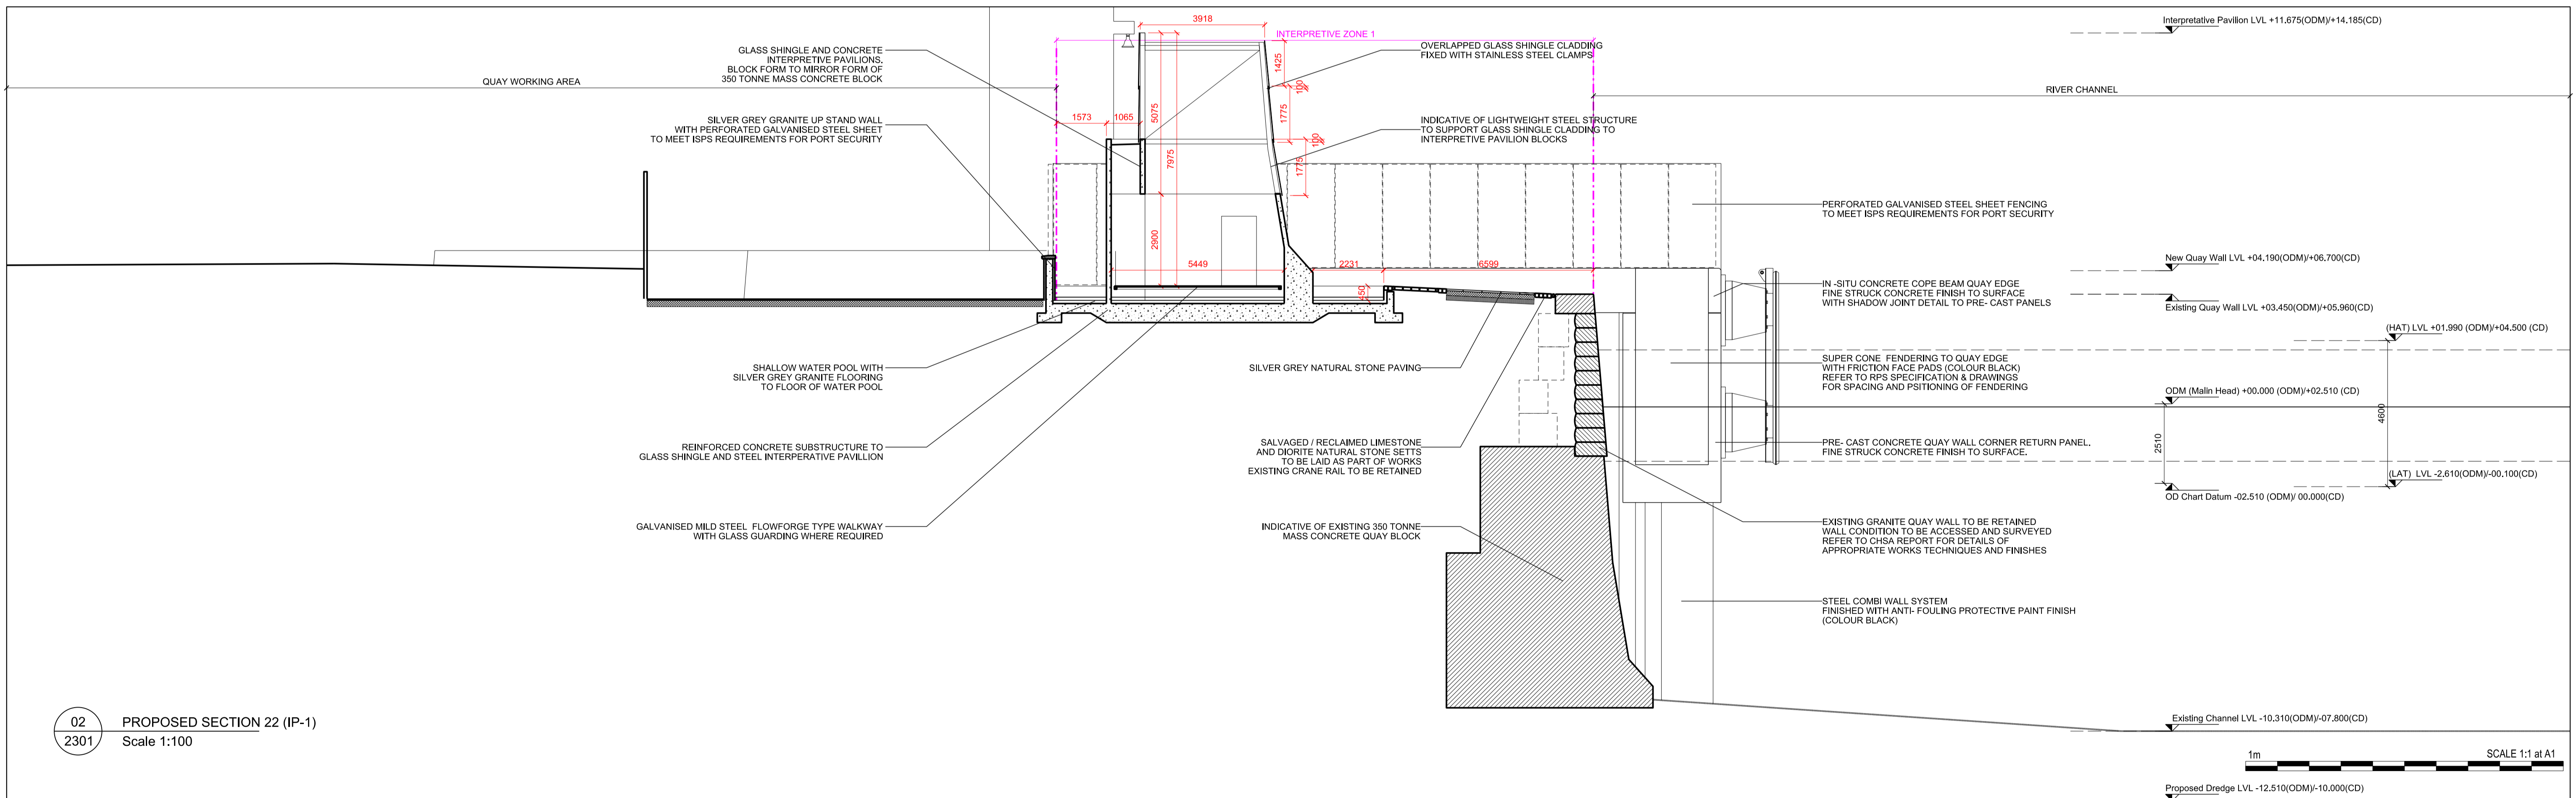 3918
INTERPRETIVE ZONE 1
Interpretative Pavilion LVL +11.675(ODM)/+14.185(CD)
GLASS SHINGLE AND CONCRETE
INTERPRETIVE PAVILIONS.
BLOCK FORM TO MIRROR FORM OF
350 TONNE MASS CONCRETE BLOCK
OVERLAPPED GLASS SHINGLE CLADDING
FIXED WITH STAINLESS STEEL CLAMPS
QUAY WORKING AREA
RIVER CHANNEL
1425
100
1775
100
1775
5075
7975
2900
1573
1065
SILVER GREY GRANITE UP STAND WALL
WITH PERFORATED GALVANISED STEEL SHEET
TO MEET ISPS REQUIREMENTS FOR PORT SECURITY
INDICATIVE OF LIGHTWEIGHT STEEL STRUCTURE
TO SUPPORT GLASS SHINGLE CLADDING TO
INTERPRETIVE PAVILION BLOCKS
PERFORATED GALVANISED STEEL SHEET FENCING
TO MEET ISPS REQUIREMENTS FOR PORT SECURITY
5449
2231
6599
450
New Quay Wall LVL +04.190(ODM)/+06.700(CD)
IN -SITU CONCRETE COPE BEAM QUAY EDGE
FINE STRUCK CONCRETE FINISH TO SURFACE
WITH SHADOW JOINT DETAIL TO PRE- CAST PANELS
Existing Quay Wall LVL +03.450(ODM)/+05.960(CD)
(HAT) LVL +01.990 (ODM)/+04.500 (CD)
SHALLOW WATER POOL WITH
SILVER GREY GRANITE FLOORING
TO FLOOR OF WATER POOL
SILVER GREY NATURAL STONE PAVING
SUPER CONE FENDERING TO QUAY EDGE
WITH FRICTION FACE PADS (COLOUR BLACK)
REFER TO RPS SPECIFICATION & DRAWINGS
FOR SPACING AND PSITIONING OF FENDERING
ODM (Malin Head) +00.000 (ODM)/+02.510 (CD)
4600
2510
REINFORCED CONCRETE SUBSTRUCTURE TO
GLASS SHINGLE AND STEEL INTERPERATIVE PAVILLION
SALVAGED / RECLAIMED LIMESTONE
AND DIORITE NATURAL STONE SETTS
TO BE LAID AS PART OF WORKS
EXISTING CRANE RAIL TO BE RETAINED
PRE- CAST CONCRETE QUAY WALL CORNER RETURN PANEL.
FINE STRUCK CONCRETE FINISH TO SURFACE.
(LAT) LVL -2.610(ODM)/-00.100(CD)
OD Chart Datum -02.510 (ODM)/ 00.000(CD)
GALVANISED MILD STEEL FLOWFORGE TYPE WALKWAY
WITH GLASS GUARDING WHERE REQUIRED
INDICATIVE OF EXISTING 350 TONNE
MASS CONCRETE QUAY BLOCK
EXISTING GRANITE QUAY WALL TO BE RETAINED
WALL CONDITION TO BE ACCESSED AND SURVEYED
REFER TO CHSA REPORT FOR DETAILS OF
APPROPRIATE WORKS TECHNIQUES AND FINISHES
STEEL COMBI WALL SYSTEM
FINISHED WITH ANTI- FOULING PROTECTIVE PAINT FINISH
(COLOUR BLACK)
02
2301
PROPOSED SECTION 22 (IP-1)
Scale 1:100
Existing Channel LVL -10.310(ODM)/-07.800(CD)
1m
SCALE 1:1 at A1
Proposed Dredge LVL -12.510(ODM)/-10.000(CD)